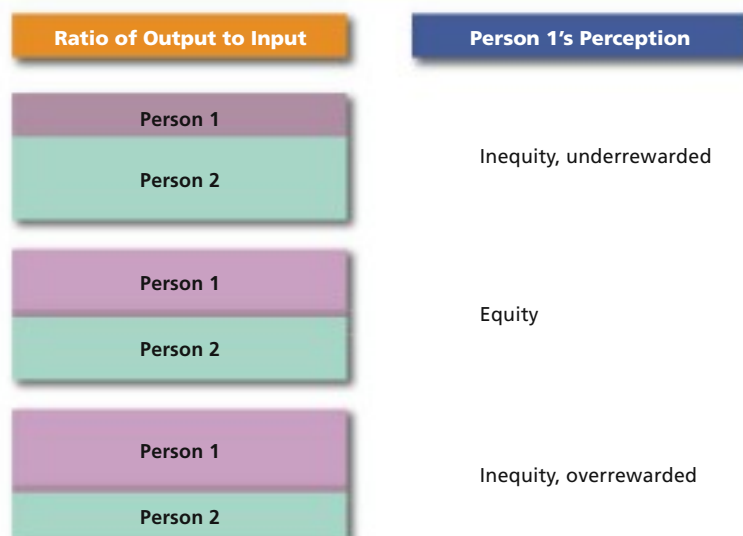 Ratio of Output to Input
Person 1's Perception
Person 1
Person 2
Inequity, underrewarded
Person 1
Person 2
Equity
Person 1
Person 2
Inequity, overrewarded